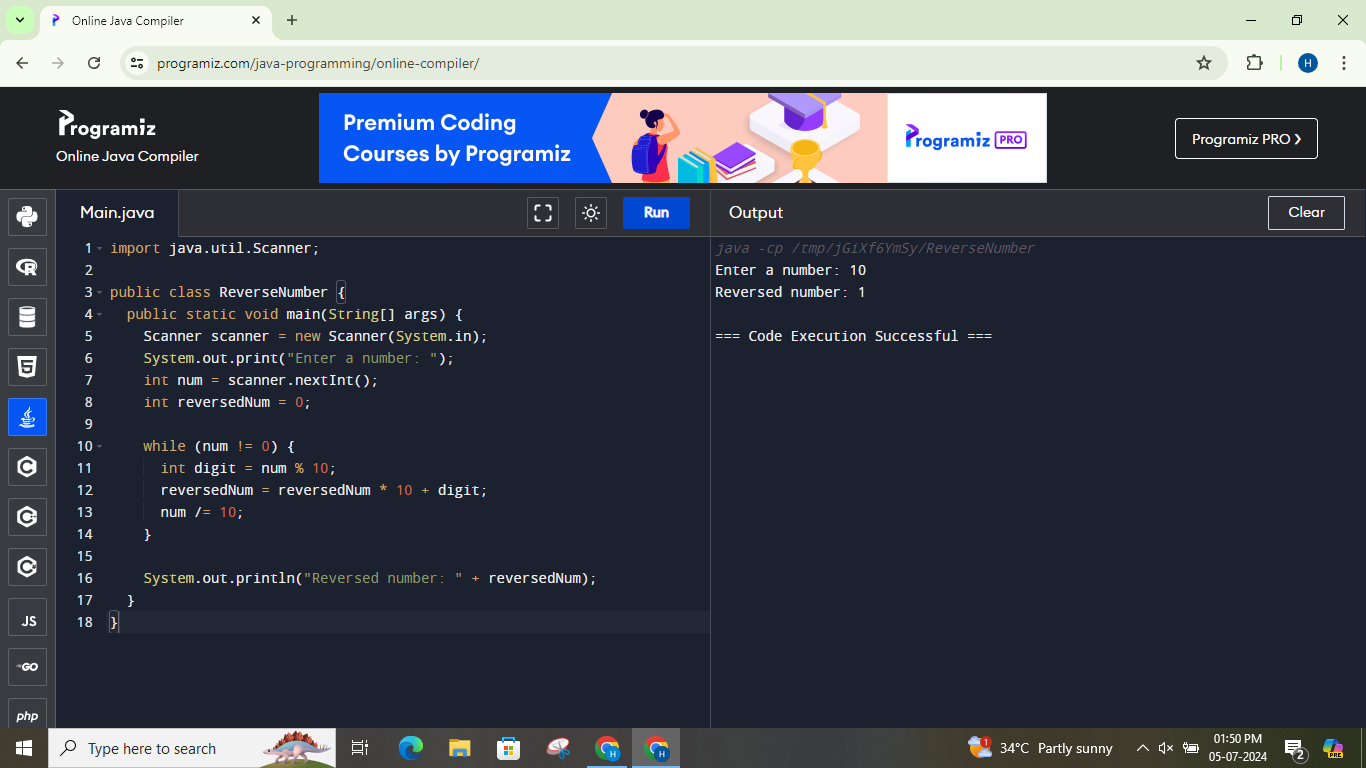 Online Java Compiler
programiz.com/java-programming/online-compiler/
H
Programiz
Online Java Compiler
Premium Coding
Courses by Programiz
Programiz PRO
Programiz PRO ❯
Main.java
Run
Output
Clear
1 import java.util.Scanner;
2
3 public class ReverseNumber {
4 public static void main(String[] args) {
5 Scanner scanner = new Scanner(System.in);
6 System.out.print("Enter a number: ");
7 int num = scanner.nextInt();
8 int reversedNum = 0;
9
10 while (num != 0) {
11 int digit = num % 10;
12 reversedNum = reversedNum * 10 + digit;
13 num /= 10;
14 }
15
16 System.out.println("Reversed number: " + reversedNum);
17 }
18 }
java -cp /tmp/jGiXf6YmSy/ReverseNumber
Enter a number: 10
Reversed number: 1
=== Code Execution Successful ===
R
5
C
C
C
JS
GO
php
Type here to search
H
H
1
34°C Partly sunny
01:50 PM
05-07-2024
2
PRE